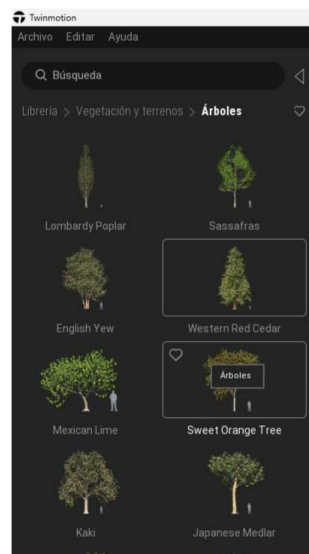 Twinmotion
Archivo Editar Ayuda
Búsqueda
Librería > Vegetación y terrenos > Árboles
Lombardy Poplar Sassafras
English Yew Western Red Cedar
Árboles
Mexican Lime Sweet Orange Tree
Kaki Japanese Medlar